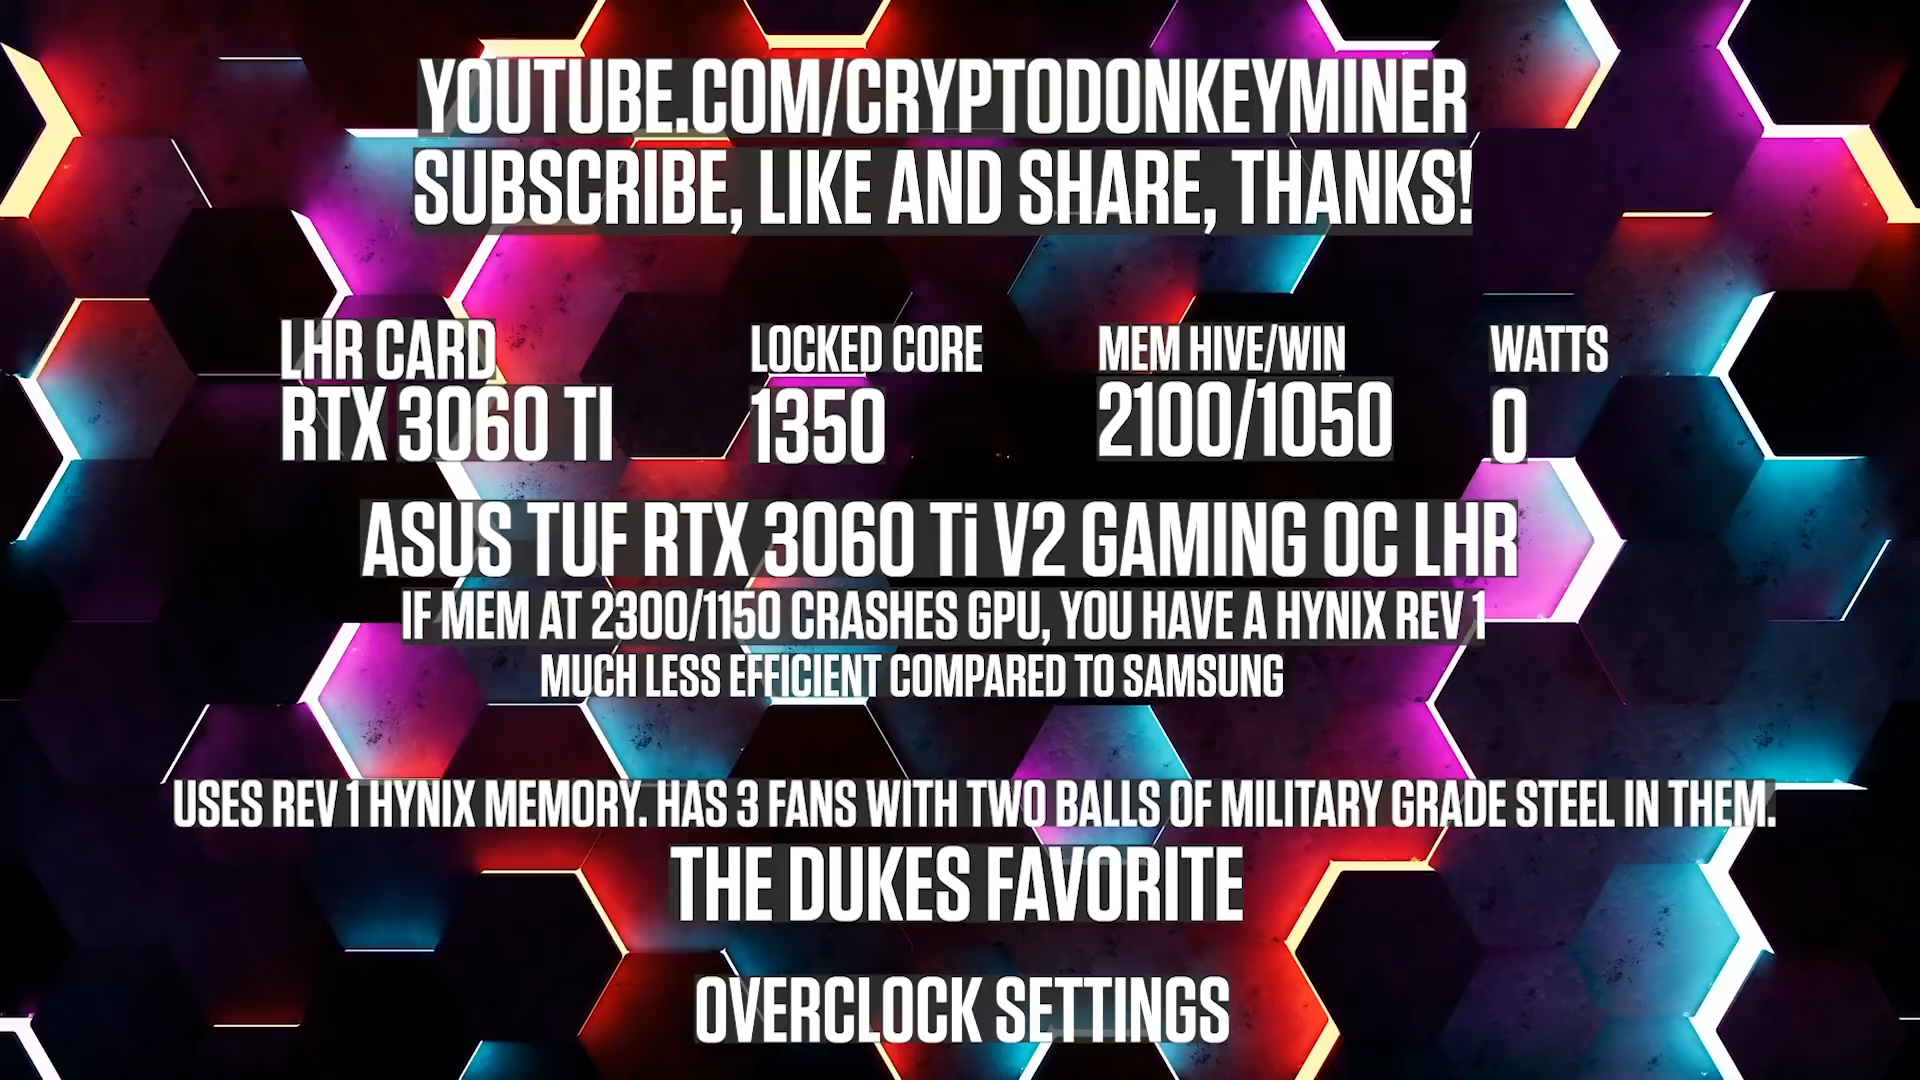 YOUTUBE.COM/CRYPTODONKEYMINER
SUBSCRIBE, LIKE AND SHARE, THANKS!
LHR CARD LOCKED CORE MEM HIVE/WIN WATTS
RTX 3060 TI 1350 2100/1050 0
ASUS TUF RTX 3060 Ti V2 GAMING OC LHR
IF MEM AT 2300/1150 CRASHES GPU, YOU HAVE A HYNIX REV 1
MUCH LESS EFFICIENT COMPARED TO SAMSUNG
USES REV 1 HYNIX MEMORY. HAS 3 FANS WITH TWO BALLS OF MILITARY GRADE STEEL IN THEM.
THE DUKES FAVORITE
OVERCLOCK SETTINGS